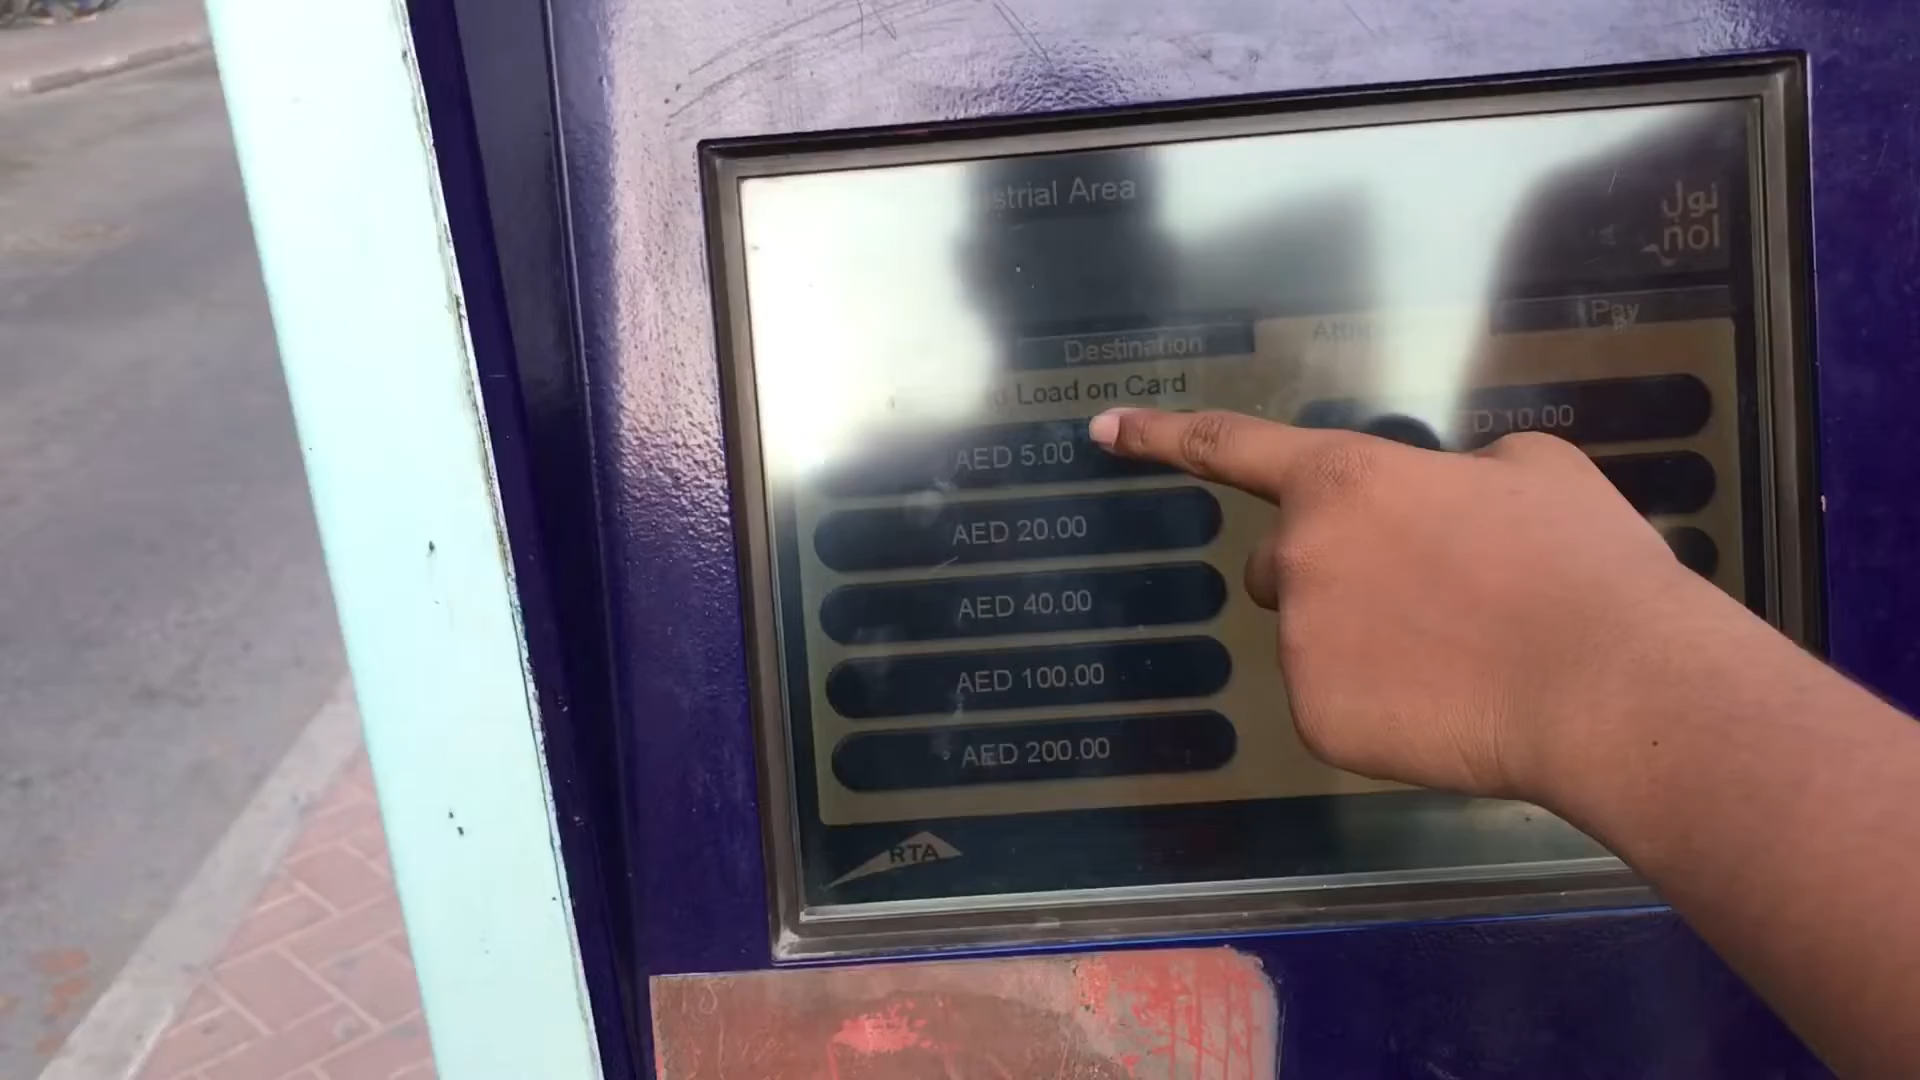 Area
نول
nol
Destination
Pay
Load on Card
AED 5.00
10.00
AED 20.00
AED 40.00
AED 100.00
AED 200.00
RTA